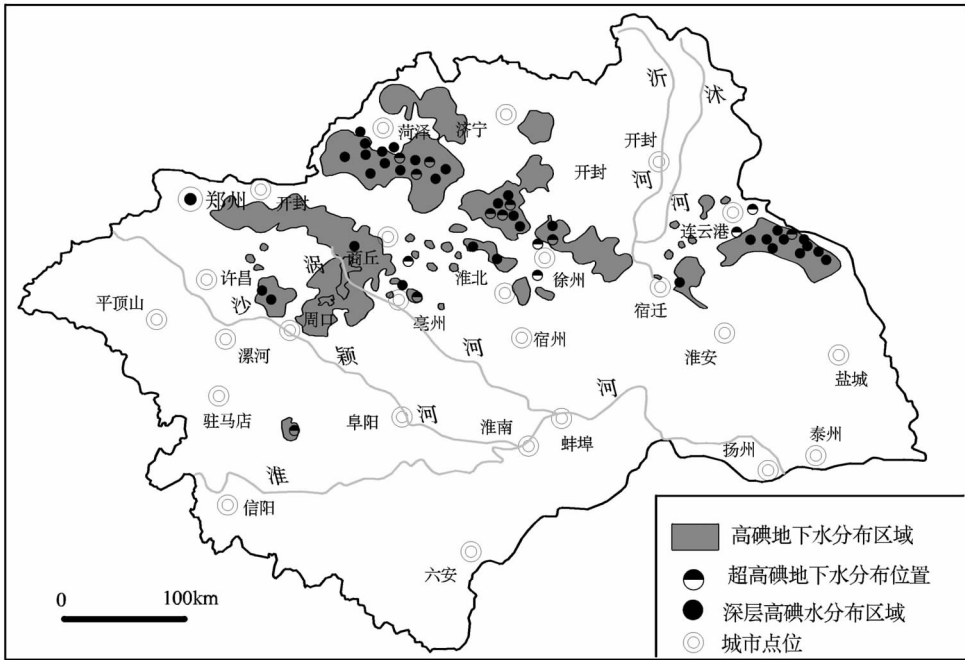 沂
沭
菏泽
济宁
开封
开封
河
郑州
开封
河
连云港
涡
商丘
许昌
淮北
徐州
沙
平顶山
宿迁
周口
亳州
漯河
颍
河
宿州
淮安
盐城
河
驻马店
阜阳
河
淮南
蚌埠
泰州
扬州
淮
信阳
六安
0 100km
高碘地下水分布区域
超高碘地下水分布位置
深层高碘水分布区域
城市点位